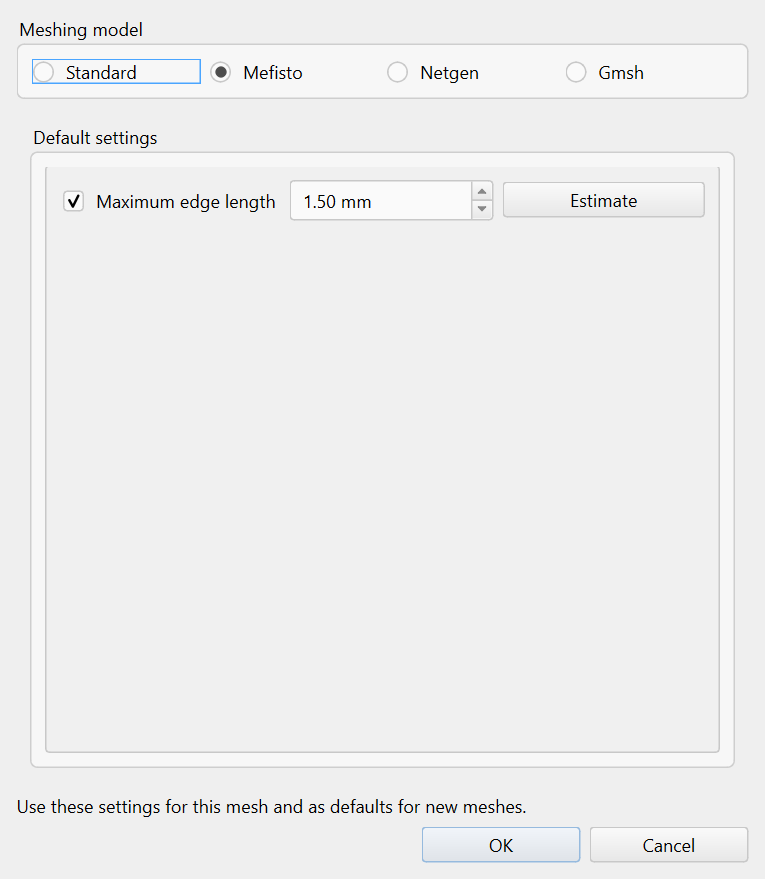 Meshing model
Standard Mefisto Netgen Gmsh
Default settings
Maximum edge length 1.50 mm Estimate
Use these settings for this mesh and as defaults for new meshes.
OK Cancel